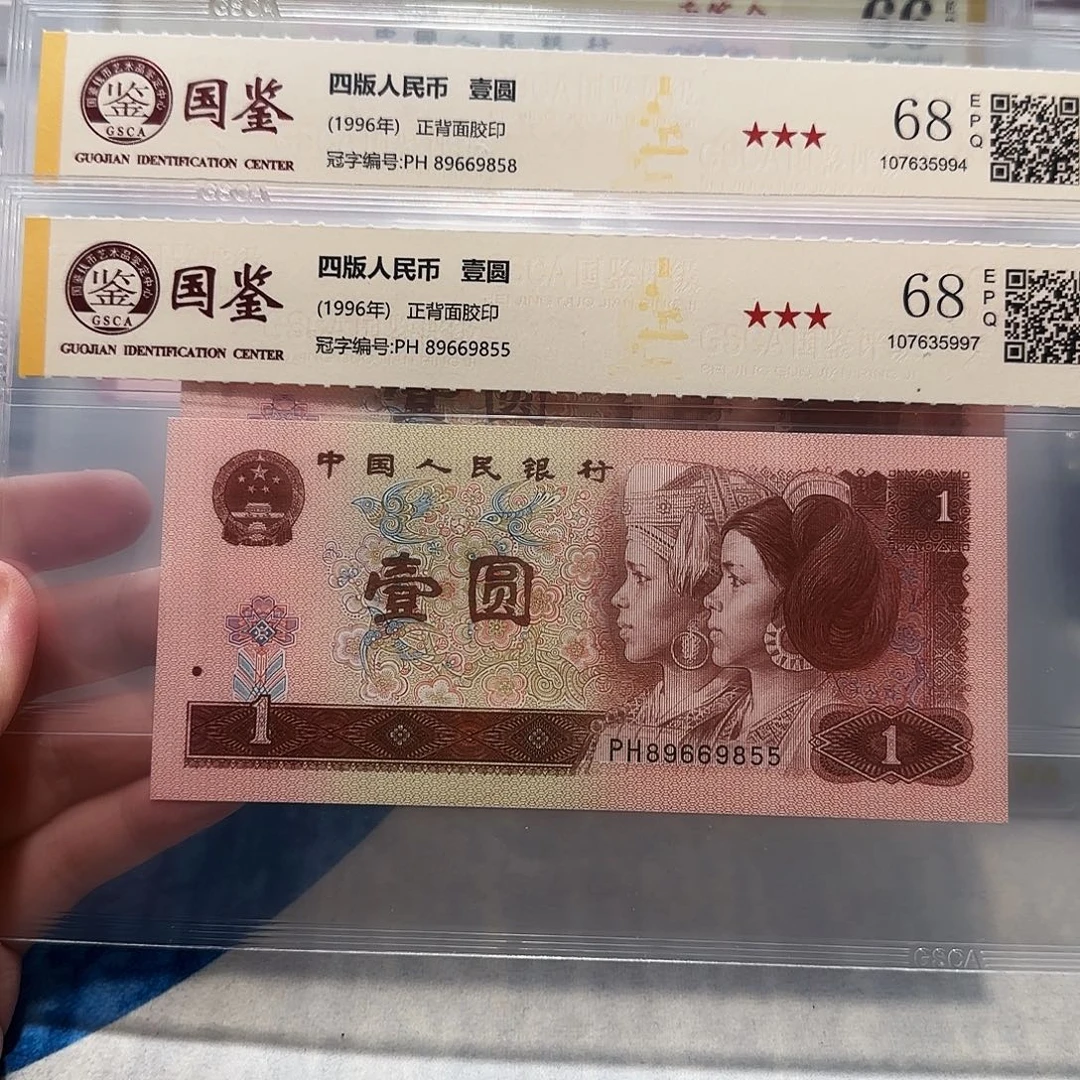 66
国鉴
GSCA
GUOJIAN IDENTIFICATION CENTER
四版人民币 壹圆
(1996年) 正背面胶印
冠字编号:PH 89669858
★★★
68
EPQ
107635994
国鉴
GSCA
GUOJIAN IDENTIFICATION CENTER
四版人民币 壹圆
(1996年) 正背面胶印
冠字编号:PH 89669855
★★★
68
EPQ
107635997
中国人民银行
壹圆
1
1
PH89669855
1
GSCA